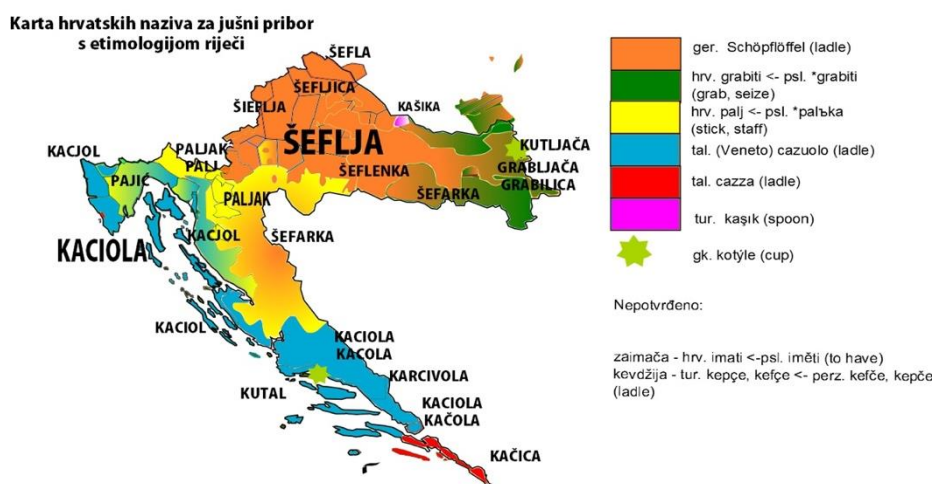 Karta hrvatskih naziva za jušni pribor
s etimologijom riječi
ŠEFLA
ŠEFLJICA
ŠIEFLJA
KAŠIKA
ŠEFLJA
KUTLJAČA
PALJAK
KACJOL
PALJ
ŠEFLENKA
GRABLJAČA
PAJIC
GRABILICA
PALJAK
ŠEFARKA
KACJOL
ŠEFARKA
KACIOLA
KACIOL
KACIOLA
KACOLA
KARCIVOLA
KUTAL
KACIOLA
KAČOLA
KAČICA
ger. Schöpflöffel (ladle)
hrv. grabiti <- psl. *grabiti
(grab, seize)
hrv. palj <- psl. *palъka
(stick, staff)
tal. (Veneto) cazuolo (ladle)
tal. cazza (ladle)
tur. kaşık (spoon)
gk. kotýle (cup)
Nepotvrđeno:
zaimača - hrv. imati <-psl. iměti (to have)
kevdžija - tur. kepçe, kefçe <- perz. kefče, kepče
(ladle)